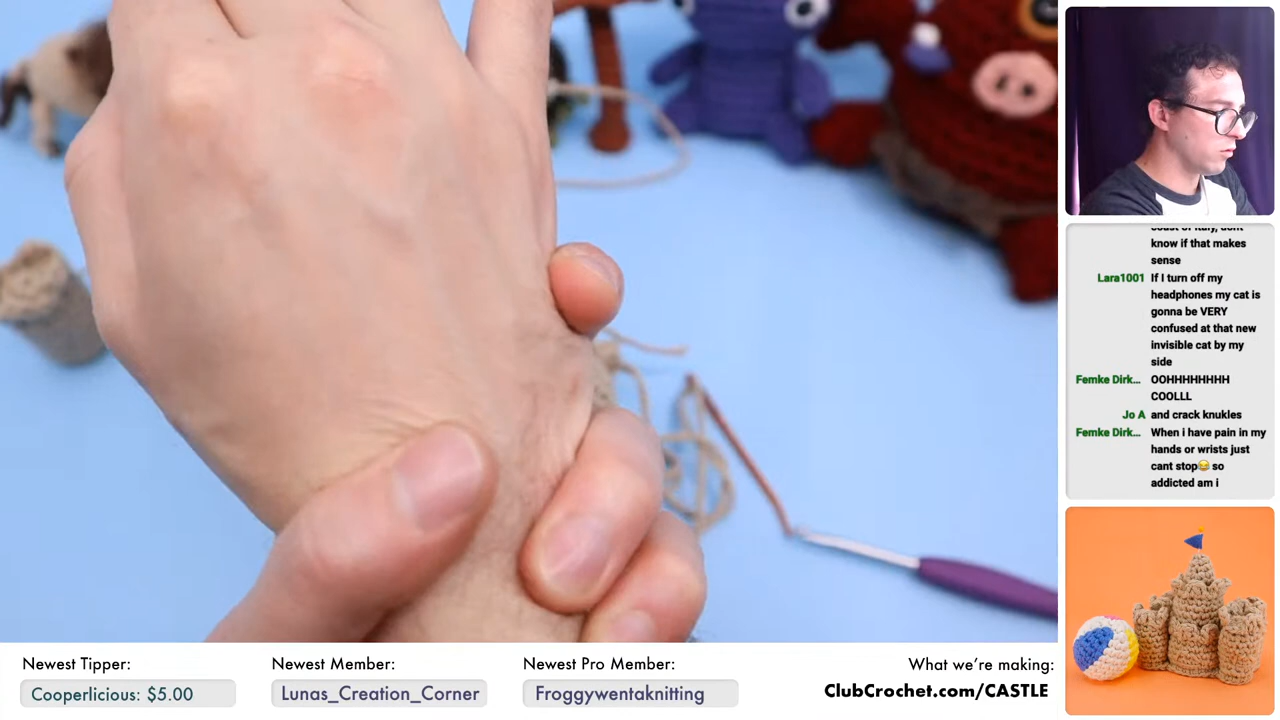 know if that makes
sense
Lara1001 If I turn off my
headphones my cat is
gonna be VERY
confused at that new
invisible cat by my
side
Femke Dirk... OOHHHHHHHH
COOLLL
Jo A and crack knukles
Femke Dirk... When i have pain in my
hands or wrists just
cant stop😂 so
addicted am i
Newest Tipper:
Cooperlicious: $5.00
Newest Member:
Lunas_Creation_Corner
Newest Pro Member:
Froggywentaknitting
What we're making:
ClubCrochet.com/CASTLE